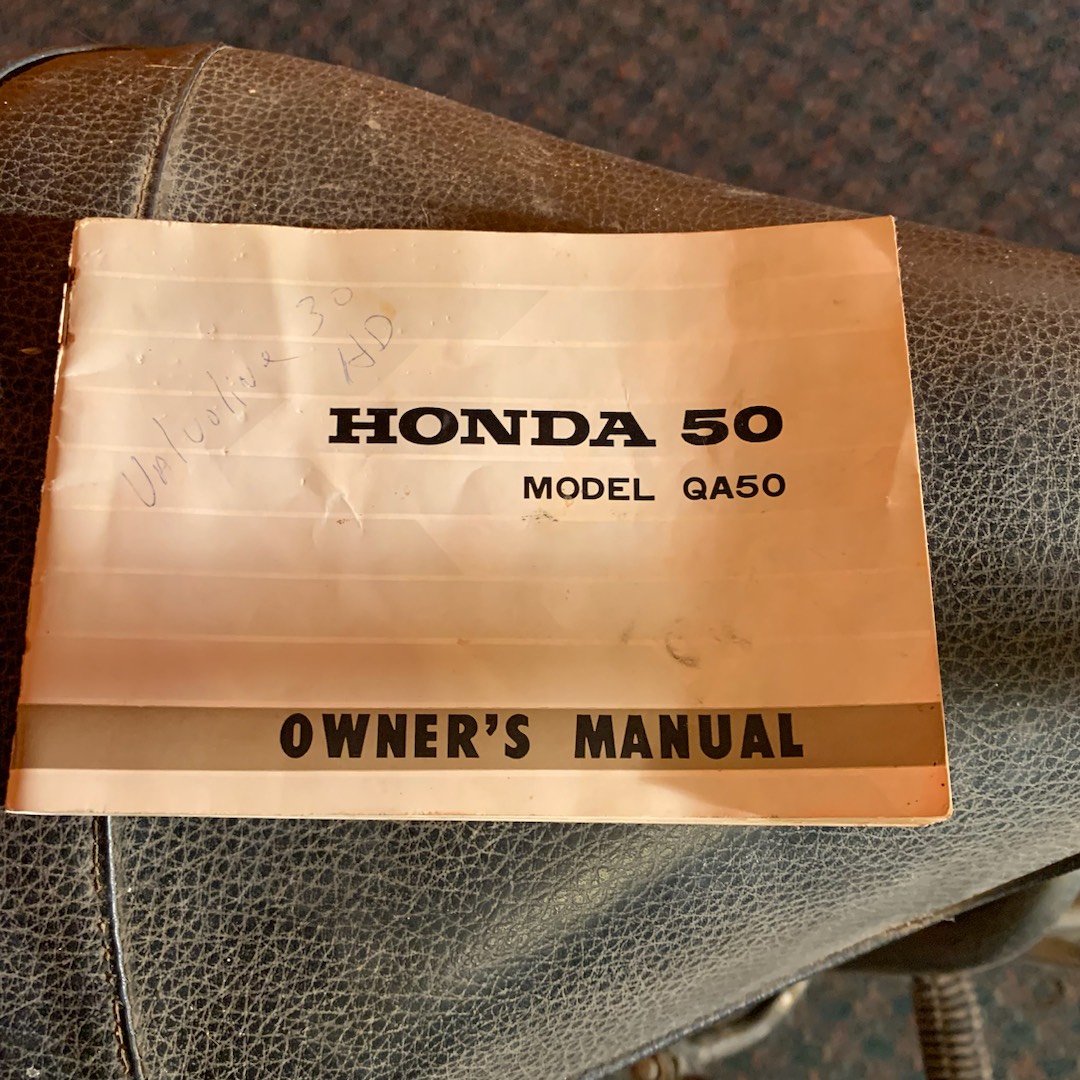 Valvoline 30
HD
HONDA 50
MODEL QA50
OWNER'S MANUAL